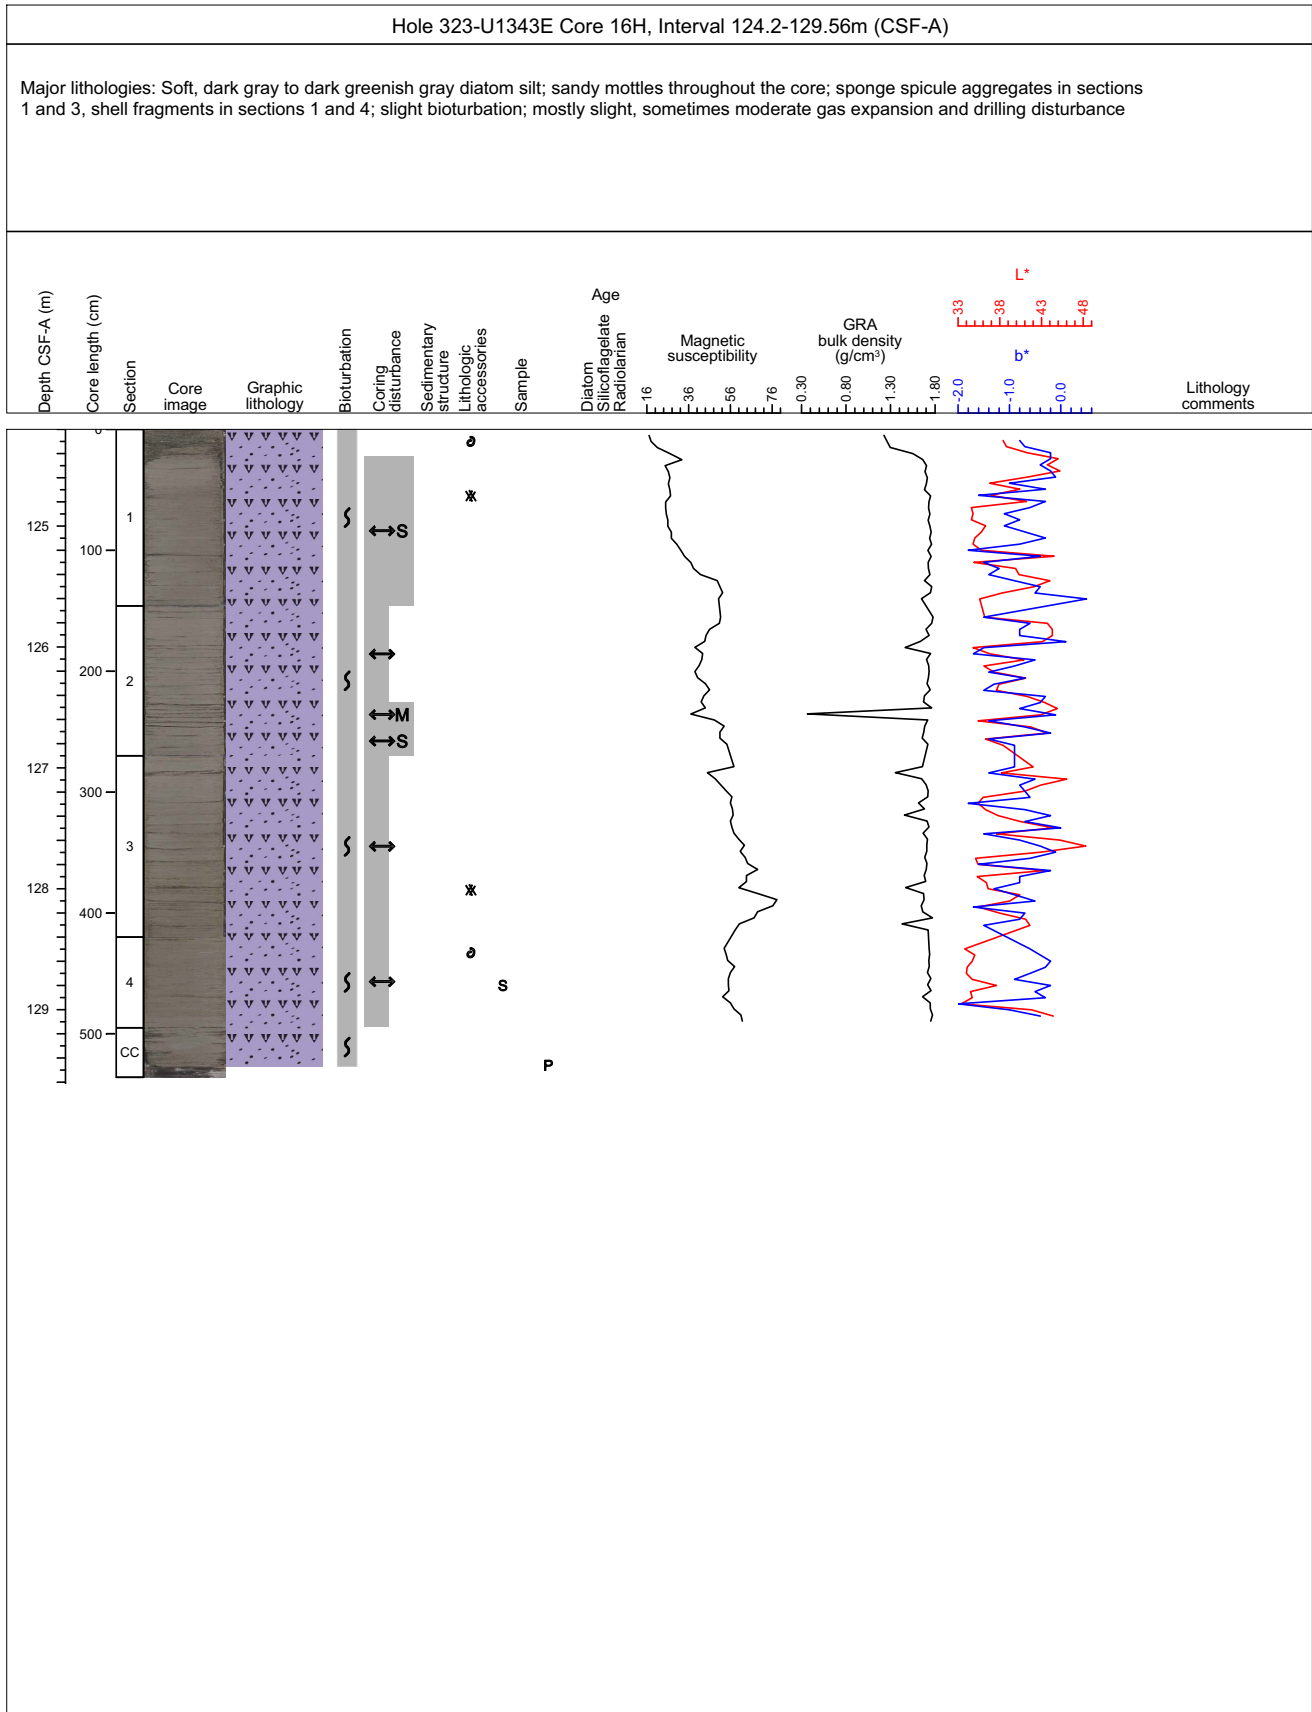 Hole 323-U1343E Core 16H, Interval 124.2-129.56m (CSF-A)
Major lithologies: Soft, dark gray to dark greenish gray diatom silt; sandy mottles throughout the core; sponge spicule aggregates in sections
1 and 3, shell fragments in sections 1 and 4; slight bioturbation; mostly slight, sometimes moderate gas expansion and drilling disturbance
Depth CSF-A (m)
Core length (cm)
Section
Core
image
Graphic
lithology
Bioturbation
Coring
disturbance
Sedimentary
structure
Lithologic
accessories
Sample
Age
Diatom
Silicoflagelate
Radiolarian
Magnetic
susceptibility
16
36
56
76
GRA
bulk density
(g/cm³)
0.30
0.80
1.30
1.80
L*
33
38
43
48
b*
-2.0
-1.0
0.0
Lithology
comments
0
1
125
S
100
126
200
2
M
S
127
300
3
128
400
4
S
129
500
CC
P